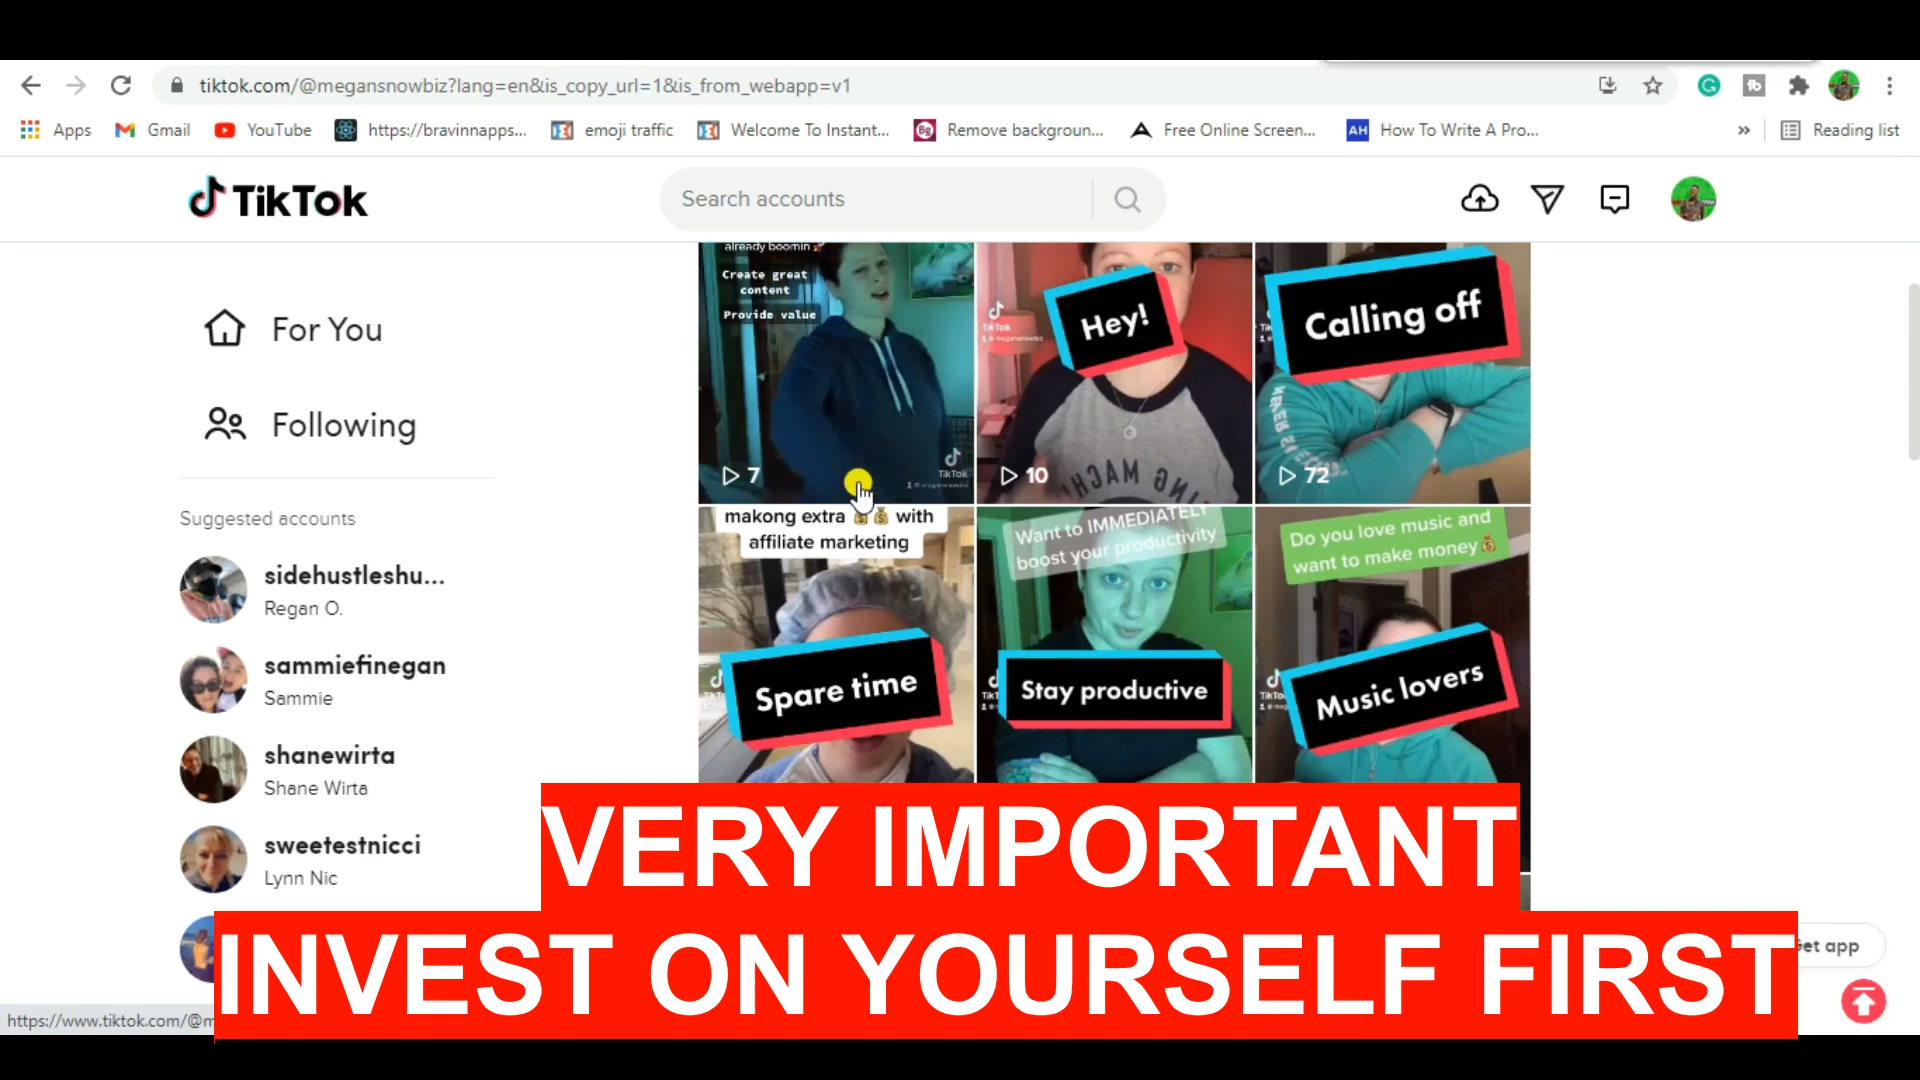 tiktok.com/@megansnowbiz?lang=en&is_copy_url=1&is_from_webapp=v1
Apps Gmail YouTube https://bravinnapps... emoji traffic Welcome To Instant... Remove backgroun... Free Online Screen... How To Write A Pro... » Reading list
TikTok
Search accounts
For You
Following
Suggested accounts
sidehustleshu...
Regan O.
sammiefinegan
Sammie
shanewirta
Shane Wirta
sweetestnicci
Lynn Nic
already boomin
Create great
content
Provide value
7
TikTok
TikTok
Hey!
10
Calling off
72
makong extra 💰💰 with
affiliate marketing
Spare time
Want to IMMEDIATELY
boost your productivity
Stay productive
Do you love music and
want to make money💰
Music lovers
VERY IMPORTANT
INVEST ON YOURSELF FIRST
Get app
https://www.tiktok.com/@m